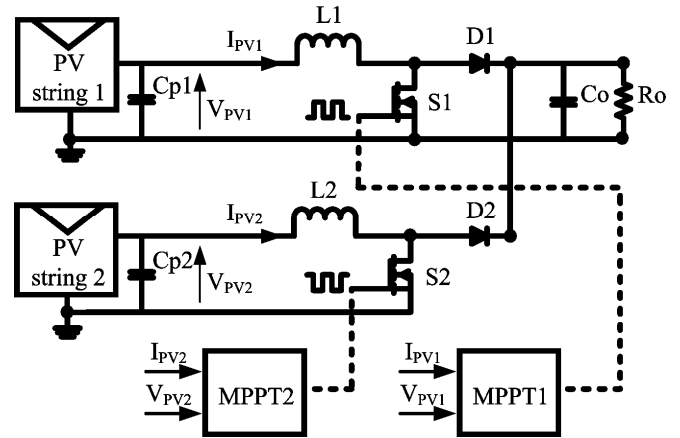 L1
I_PV1
D1
PV
string 1
Cp1
V_PV1
S1
Co
Ro
L2
I_PV2
D2
PV
string 2
Cp2
V_PV2
S2
I_PV2
V_PV2
MPPT2
I_PV1
V_PV1
MPPT1